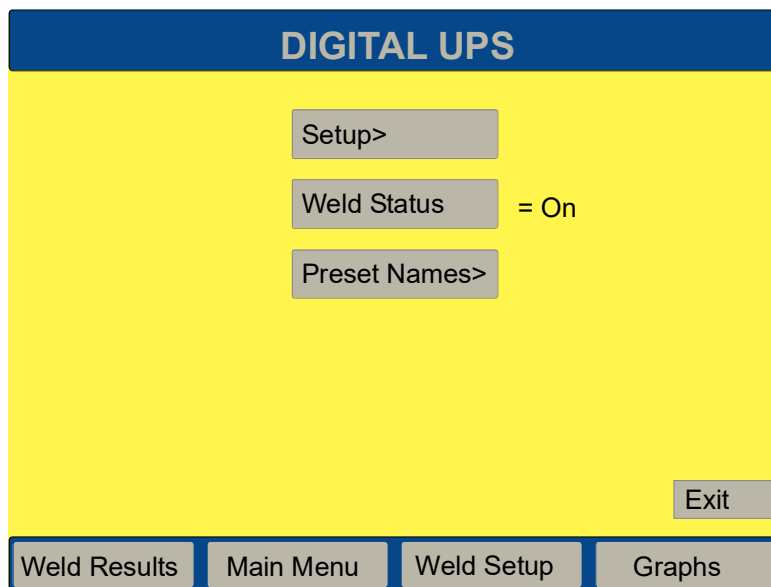 DIGITAL UPS
Setup>
Weld Status = On
Preset Names>
Exit
Weld Results Main Menu Weld Setup Graphs